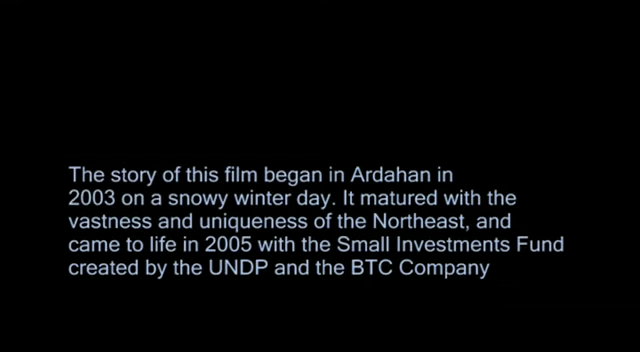 The story of this film began in Ardahan in
2003 on a snowy winter day. It matured with the
vastness and uniqueness of the Northeast, and
came to life in 2005 with the Small Investments Fund
created by the UNDP and the BTC Company